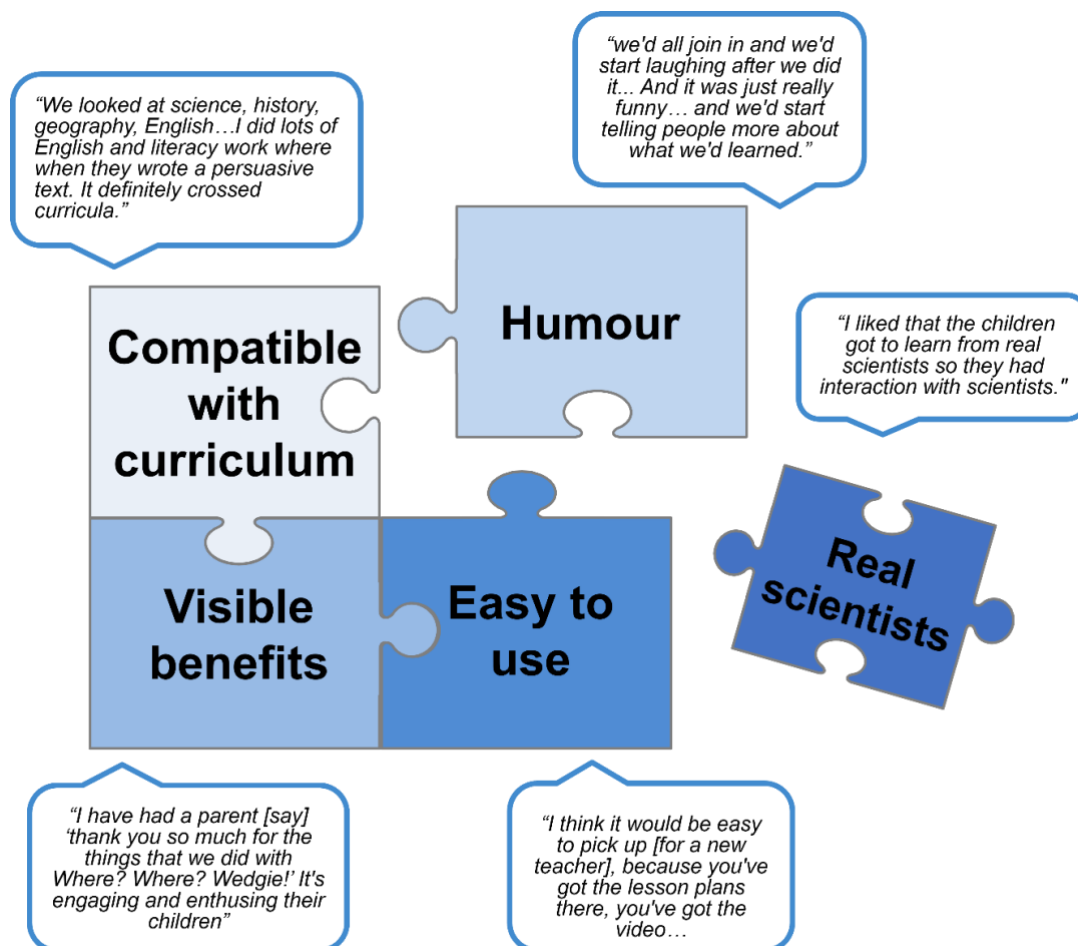 “We looked at science, history,
geography, English…I did lots of
English and literacy work where
when they wrote a persuasive
text. It definitely crossed
curricula.”
“we'd all join in and we'd
start laughing after we did
it... And it was just really
funny… and we'd start
telling people more about
what we'd learned.”
Compatible
with
curriculum
Humour
“I liked that the children
got to learn from real
scientists so they had
interaction with scientists."
Visible
benefits
Easy to
use
Real
scientists
“I have had a parent [say]
‘thank you so much for the
things that we did with
Where? Where? Wedgie!’ It's
engaging and enthusing their
children”
“I think it would be easy
to pick up [for a new
teacher], because you've
got the lesson plans
there, you've got the
video…